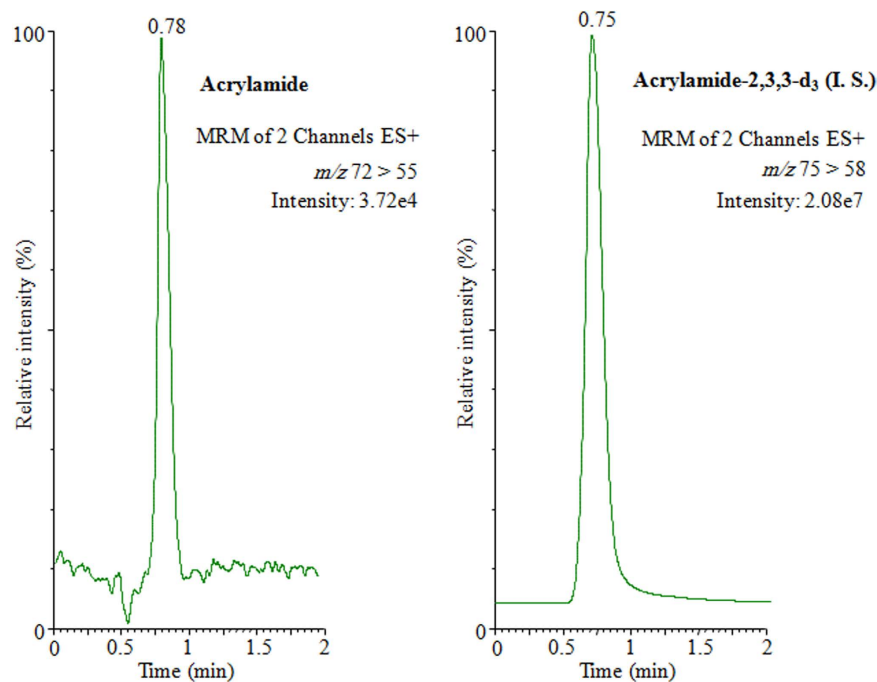 0.78
100
Acrylamide
MRM of 2 Channels ES+
m/z 72 > 55
Intensity: 3.72e4
Relative intensity (%)
0
0 0.5 1 1.5 2
Time (min)
0.75
100
Acrylamide-2,3,3-d3 (I. S.)
MRM of 2 Channels ES+
m/z 75 > 58
Intensity: 2.08e7
Relative intensity (%)
0
0 0.5 1 1.5 2
Time (min)